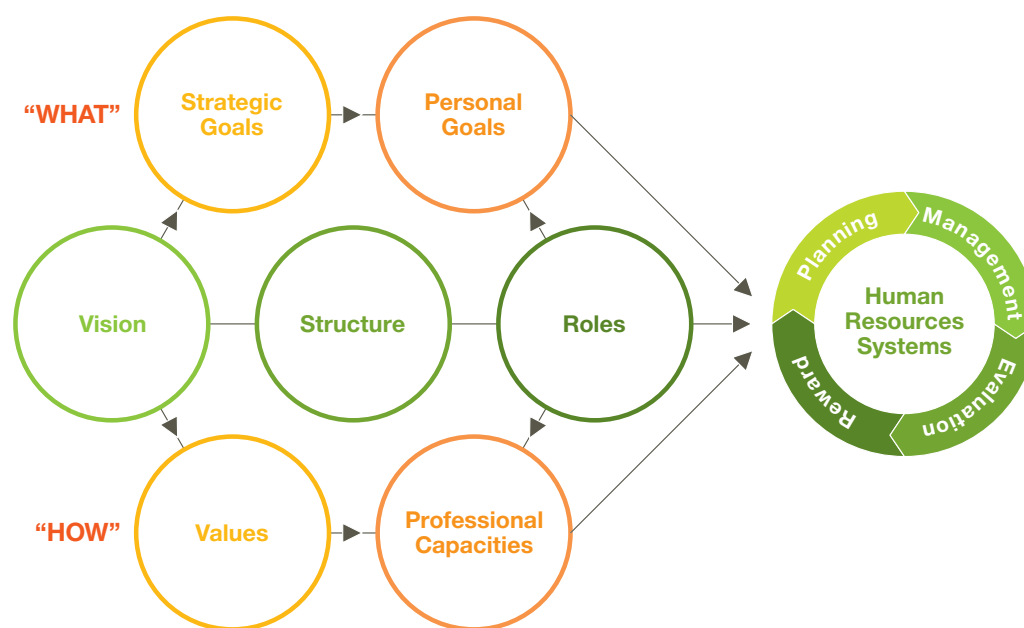 “WHAT”
Strategic
Goals
Personal
Goals
Vision
Structure
Roles
“HOW”
Values
Professional
Capacities
Planning
Management
Evaluation
Reward
Human
Resources
Systems